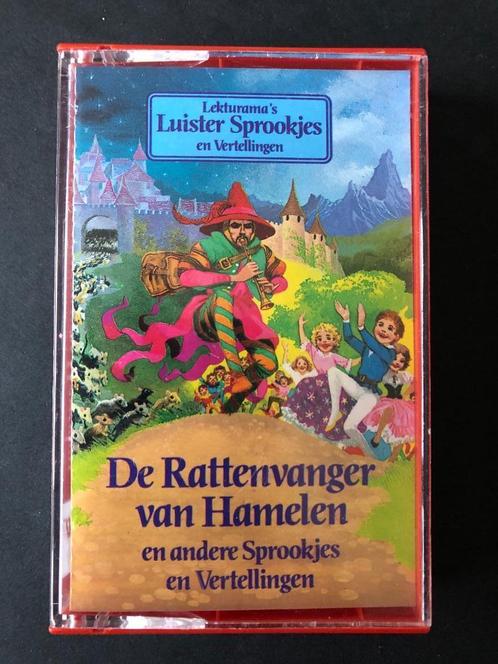 Lekturama's
Luister Sprookjes
en Vertellingen
De Rattenvanger
van Hamelen
en andere Sprookjes
en Vertellingen